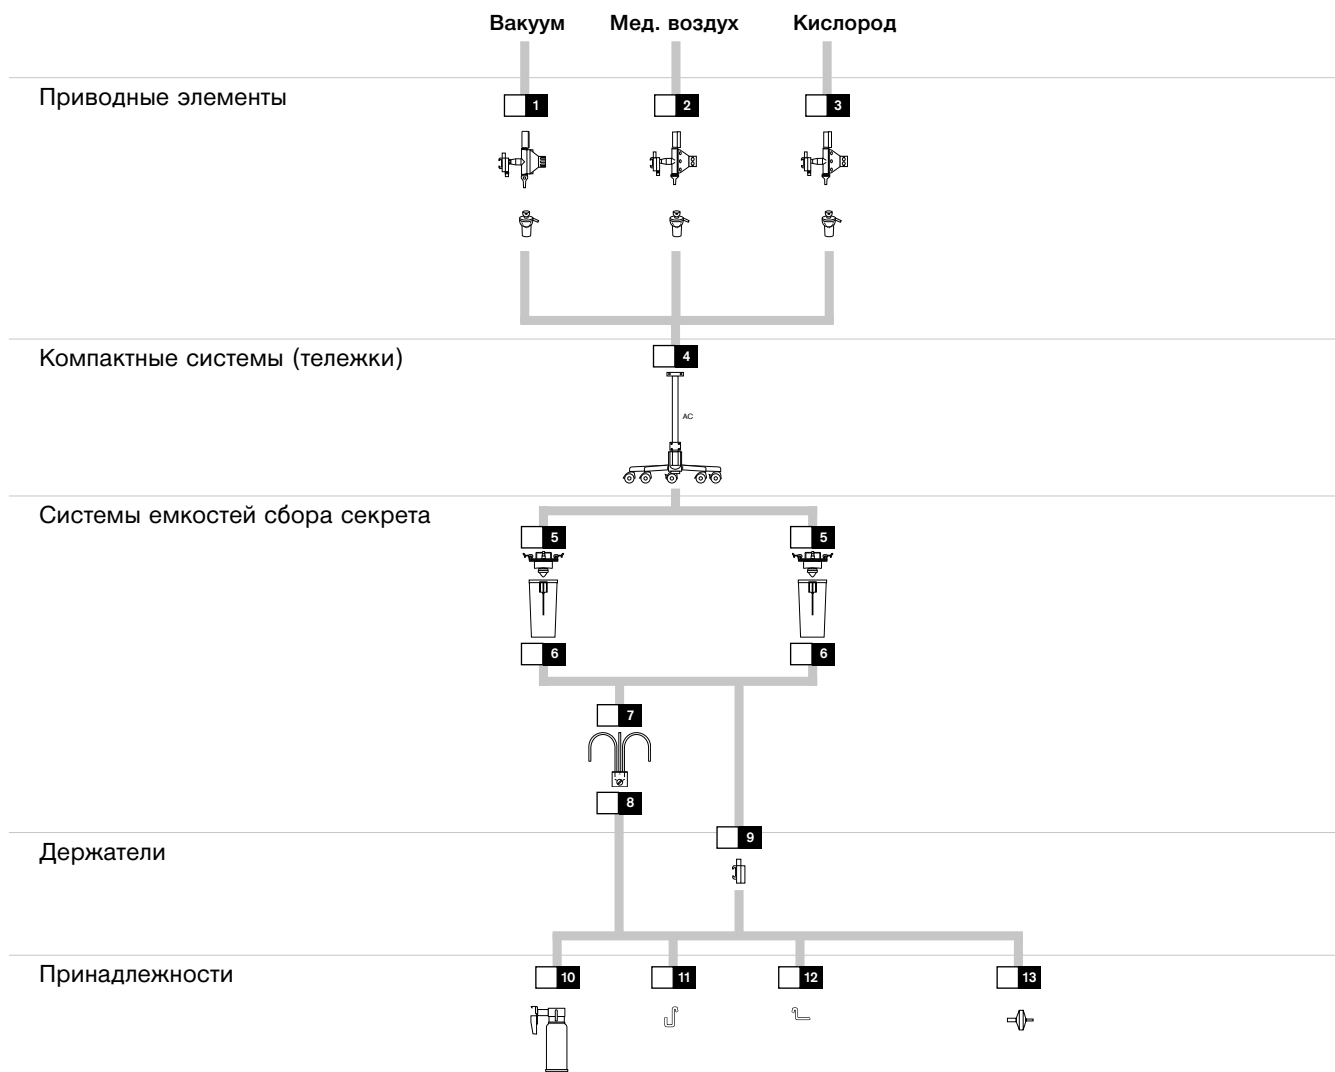 Вакуум Мед. воздух Кислород
Приводные элементы
1 2 3
Компактные системы (тележки)
4
AC
Системы емкостей сбора секрета
5 5
6 6
7
8
9
Держатели
Принадлежности
10 11 12 13